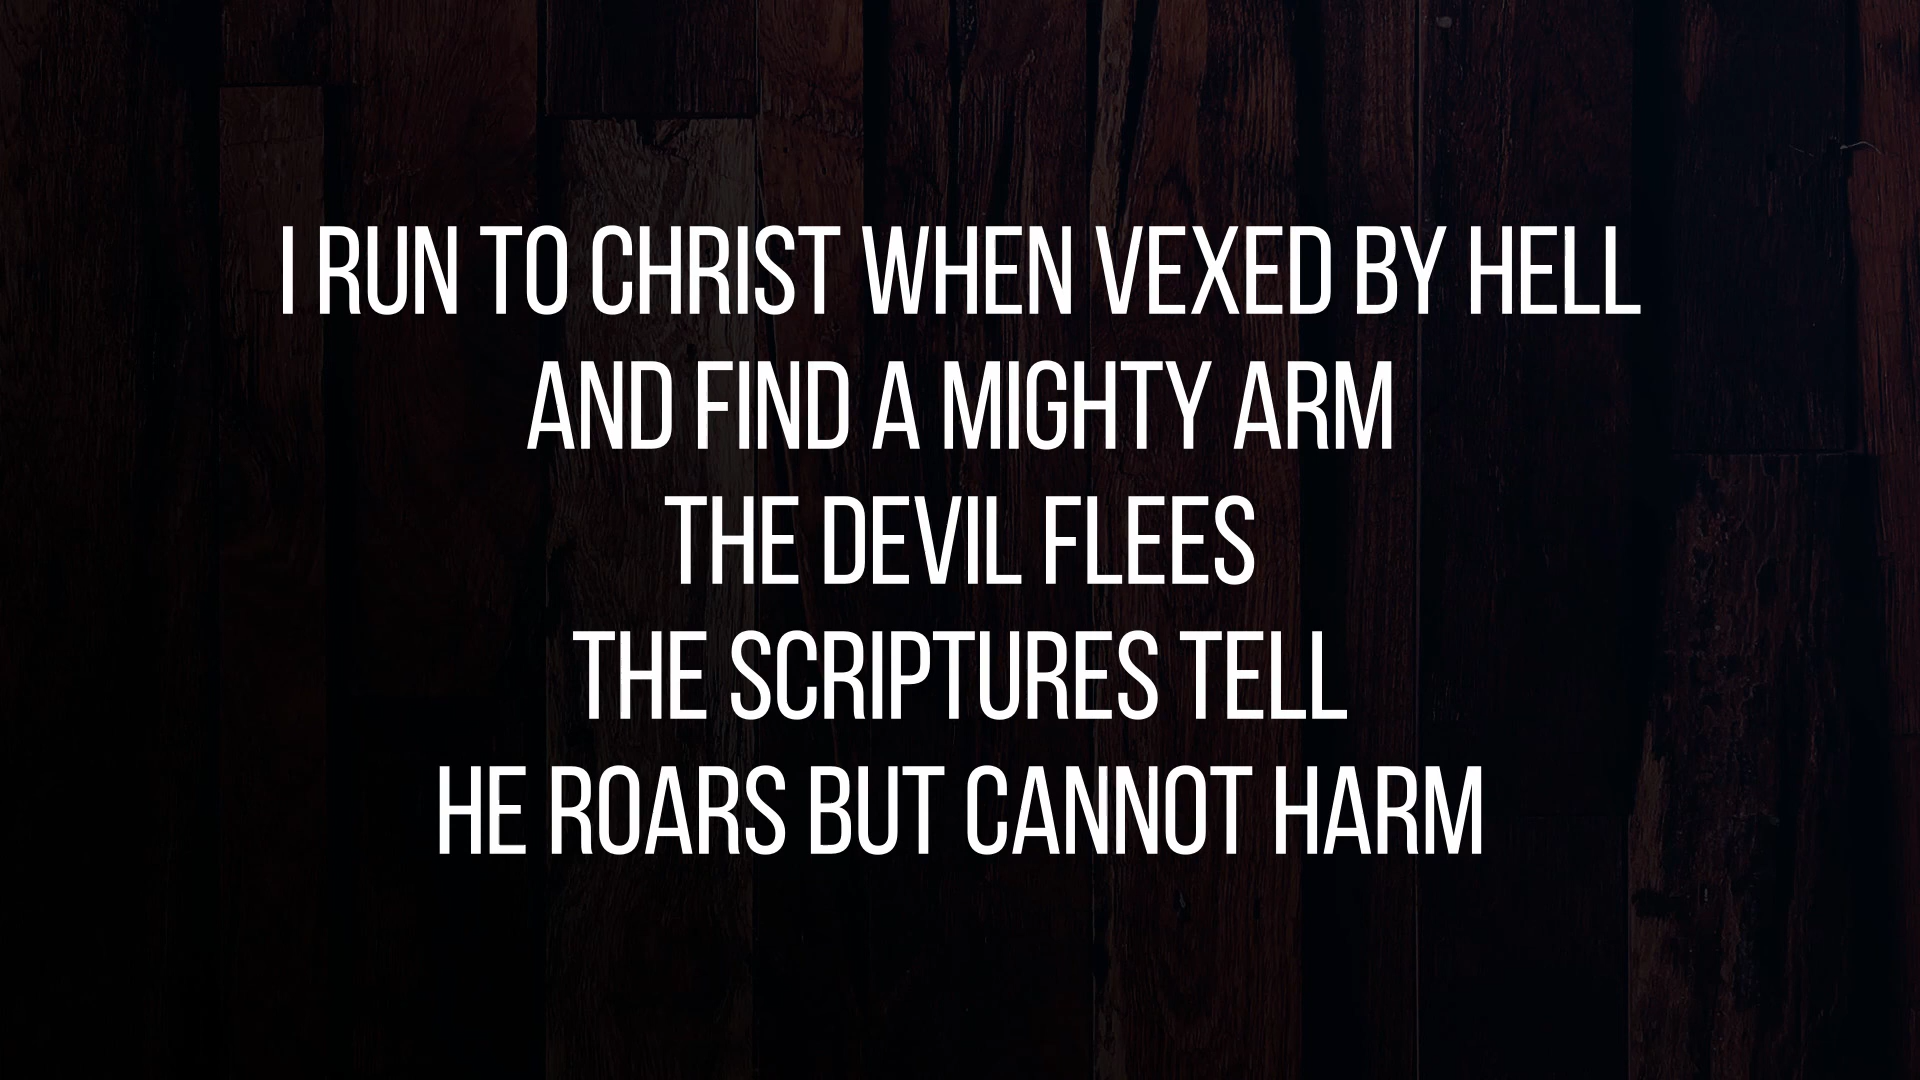 I RUN TO CHRIST WHEN VEXED BY HELL
AND FIND A MIGHTY ARM
THE DEVIL FLEES
THE SCRIPTURES TELL
HE ROARS BUT CANNOT HARM